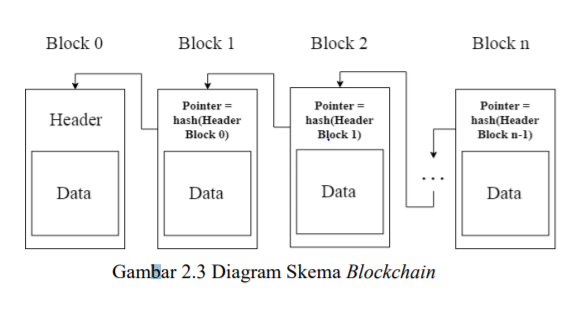 Block 0
Block 1
Block 2
Block n
Header
Data
Pointer =
hash(Header
Block 0)
Data
Pointer =
hash(Header
Block 1)
Data
...
Pointer =
hash(Header
Block n-1)
Data
Gambar 2.3 Diagram Skema Blockchain